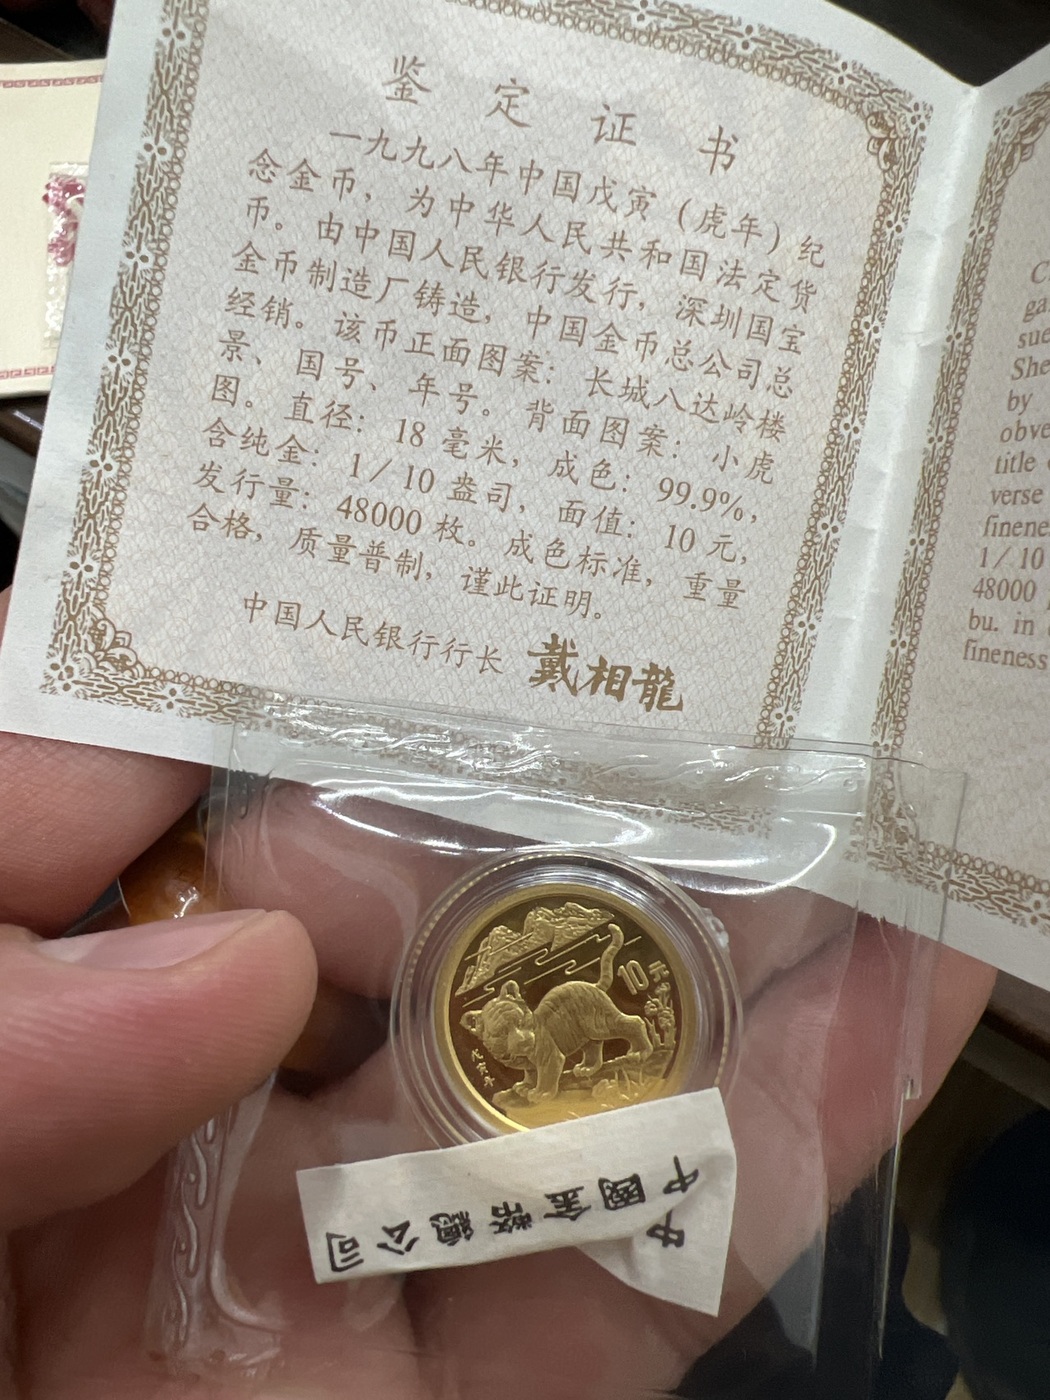 鉴定证书
一九九八年中国戊寅（虎年）纪
念金币，为中华人民共和国法定货
币。由中国人民银行发行，深圳国宝
金币制造厂铸造，中国金币总公司总
经销。该币正面图案：长城八达岭楼
景、国号、年号。背面图案：小虎
图。直径：18毫米，成色：99.9%，
含纯金：1/10盎司，面值：10元，
发行量：48000枚。成色标准，重量
合格，质量普制，谨此证明。
中国人民银行行长 戴相龍
C
ga
sue
She
by
obve
title
verse
finene
1/10
48000
bu. in
fineness
10元
中國金幣總公司
中